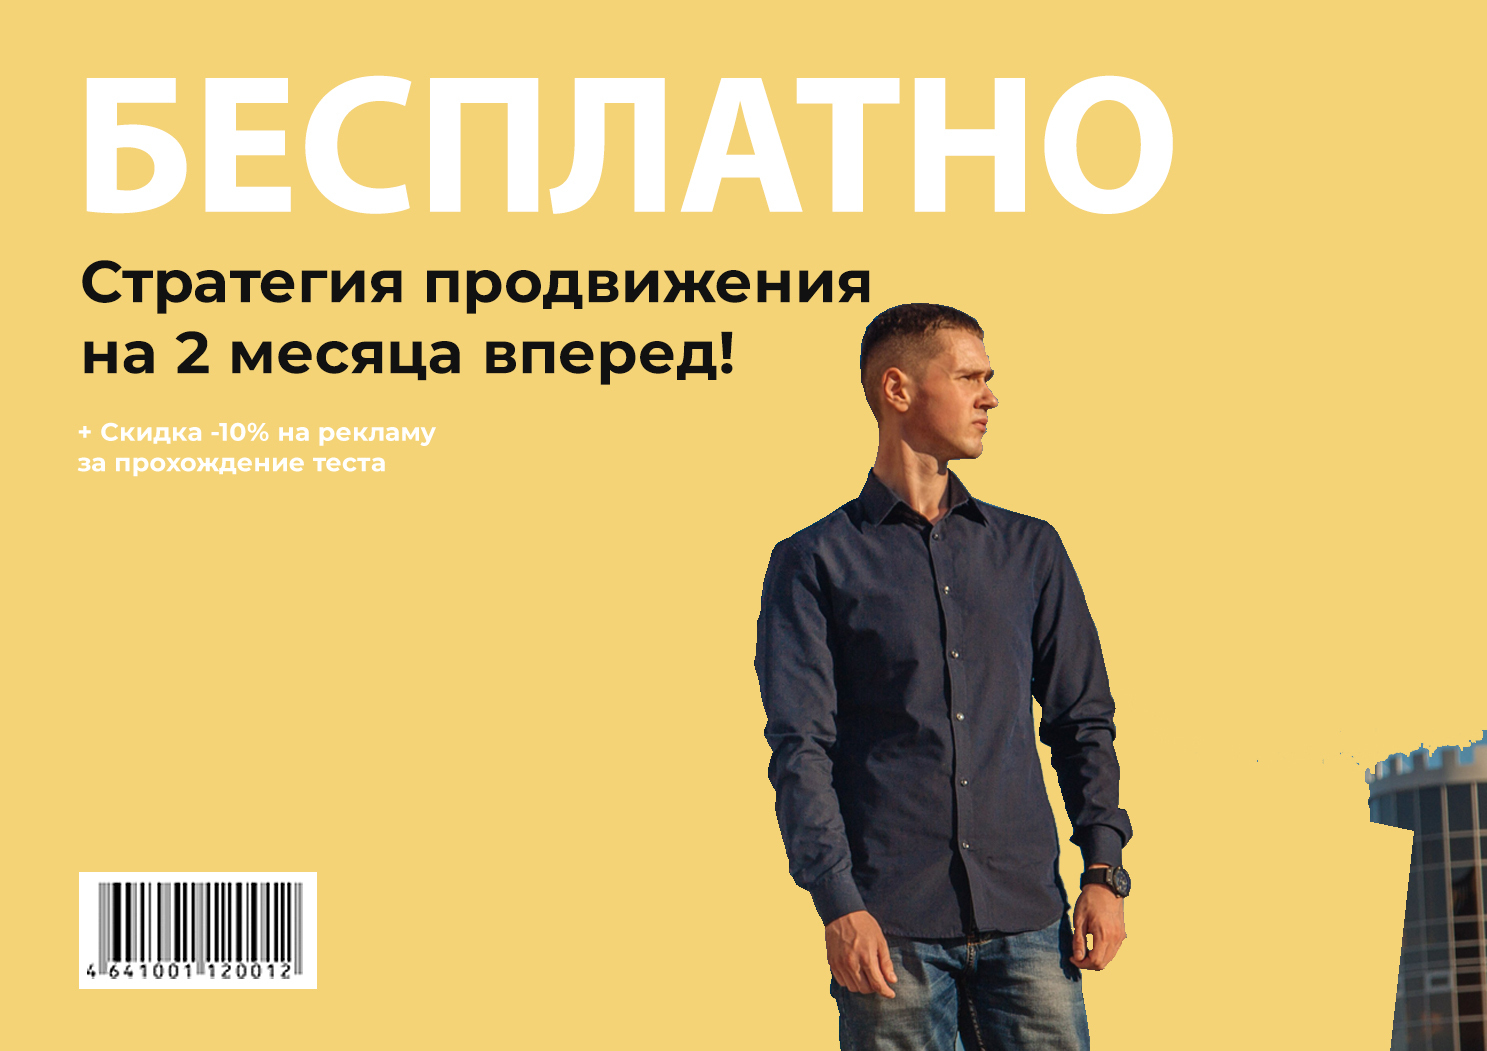 БЕСПЛАТНО
Стратегия продвижения
на 2 месяца вперед!
+ Скидка -10% на рекламу
за прохождение теста
4 641001 120012